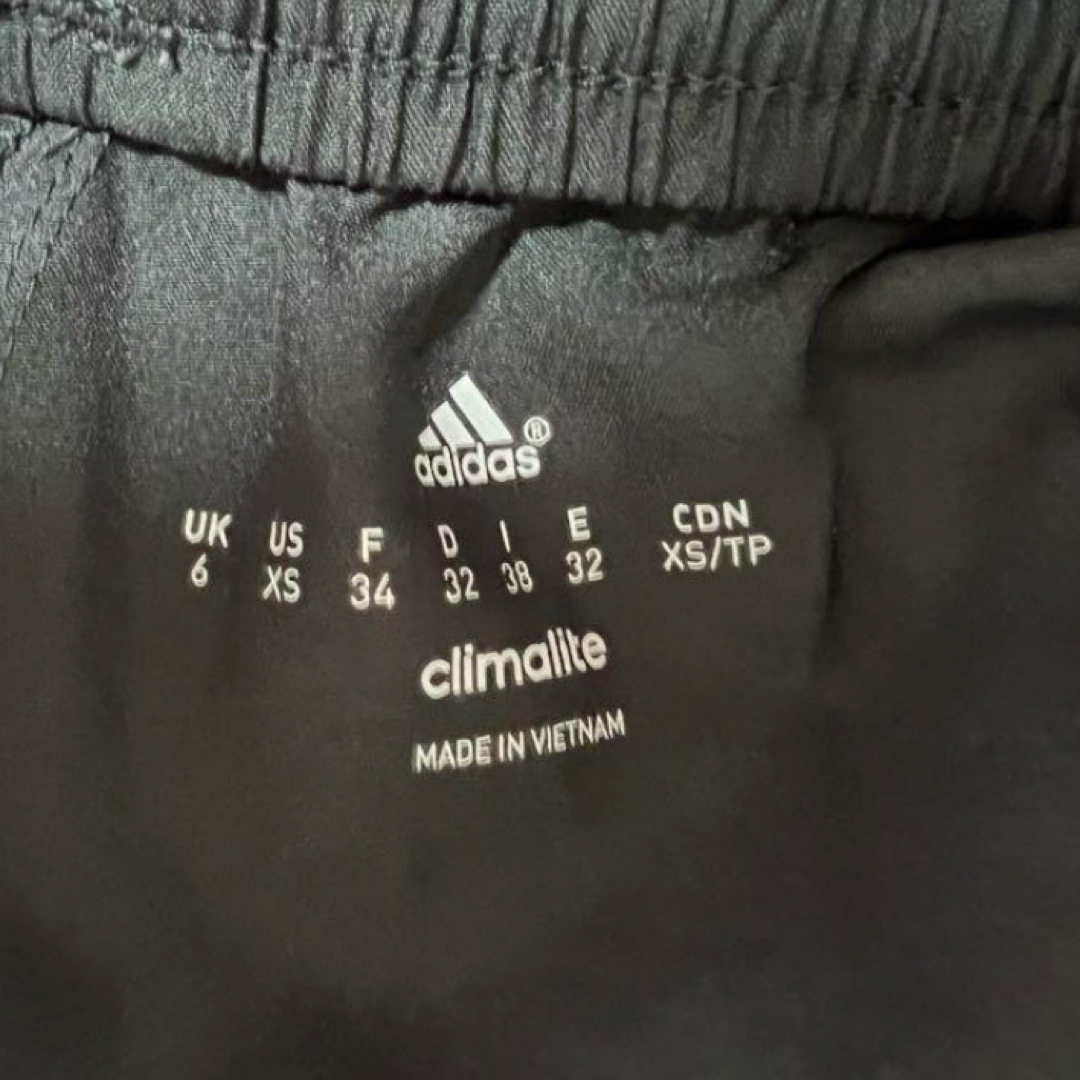 adidas®
UK US F D I E CDN
6 XS 34 32 38 32 XS/TP
climalite
MADE IN VIETNAM